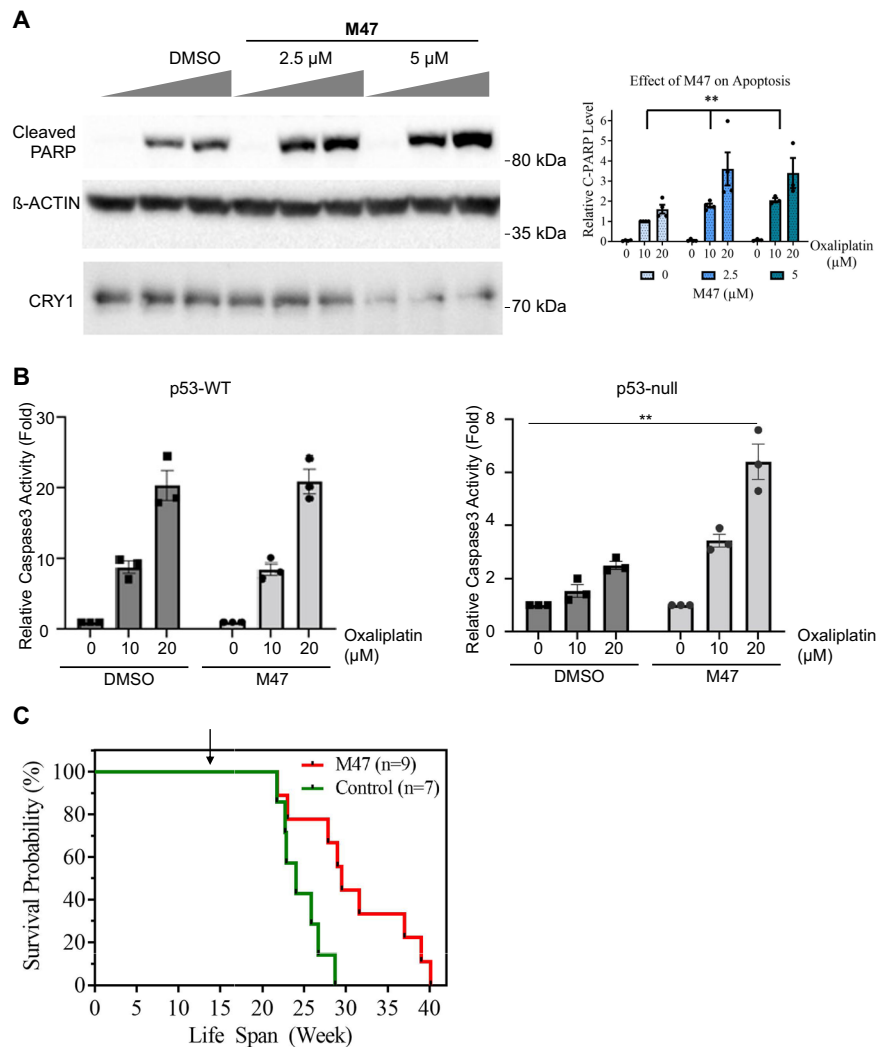 A
M47
DMSO 2.5 µM 5 µM
Cleaved
PARP
-80 kDa
ß-ACTIN
-35 kDa
CRY1
-70 kDa
Effect of M47 on Apoptosis
**
Relative C-PARP Level
6
5
4
3
2
1
0
0 10 20 0 10 20 0 10 20 Oxaliplatin
(µM)
0 2.5 5
M47 (µM)
B
p53-WT
Relative Caspase3 Activity (Fold)
30
20
10
0
0 10 20 0 10 20 Oxaliplatin
(µM)
DMSO M47
p53-null
**
Relative Caspase3 Activity (Fold)
8
6
4
2
0
0 10 20 0 10 20 Oxaliplatin
(µM)
DMSO M47
C
M47 (n=9)
Control (n=7)
Survival Probability (%)
100
80
60
40
20
0
0 5 10 15 20 25 30 35 40
Life Span (Week)